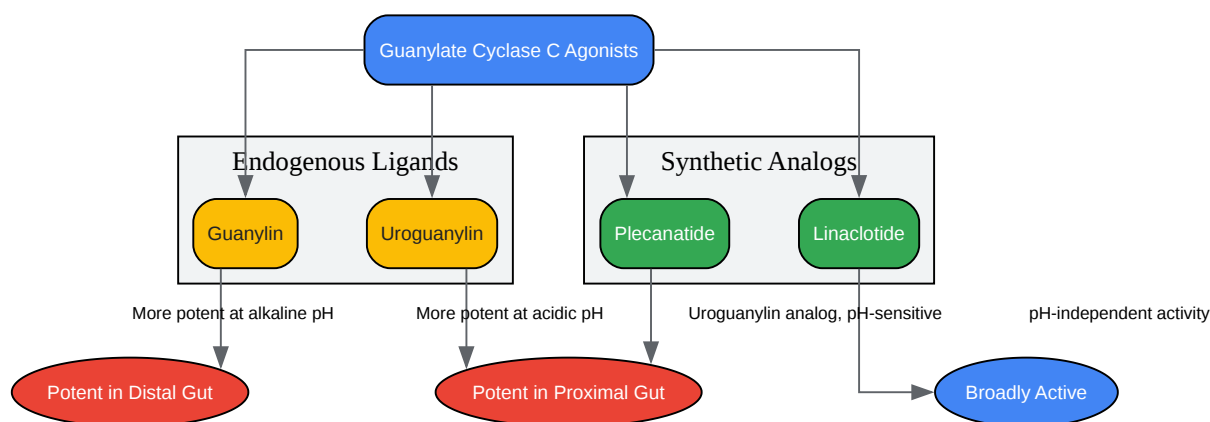 Guanylate Cyclase C Agonists
Endogenous Ligands
Synthetic Analogs
Guanylin
Uroguanylin
Plecanatide
Linaclotide
More potent at alkaline pH
More potent at acidic pH
Uroguanylin analog, pH-sensitive
pH-independent activity
Potent in Distal Gut
Potent in Proximal Gut
Broadly Active